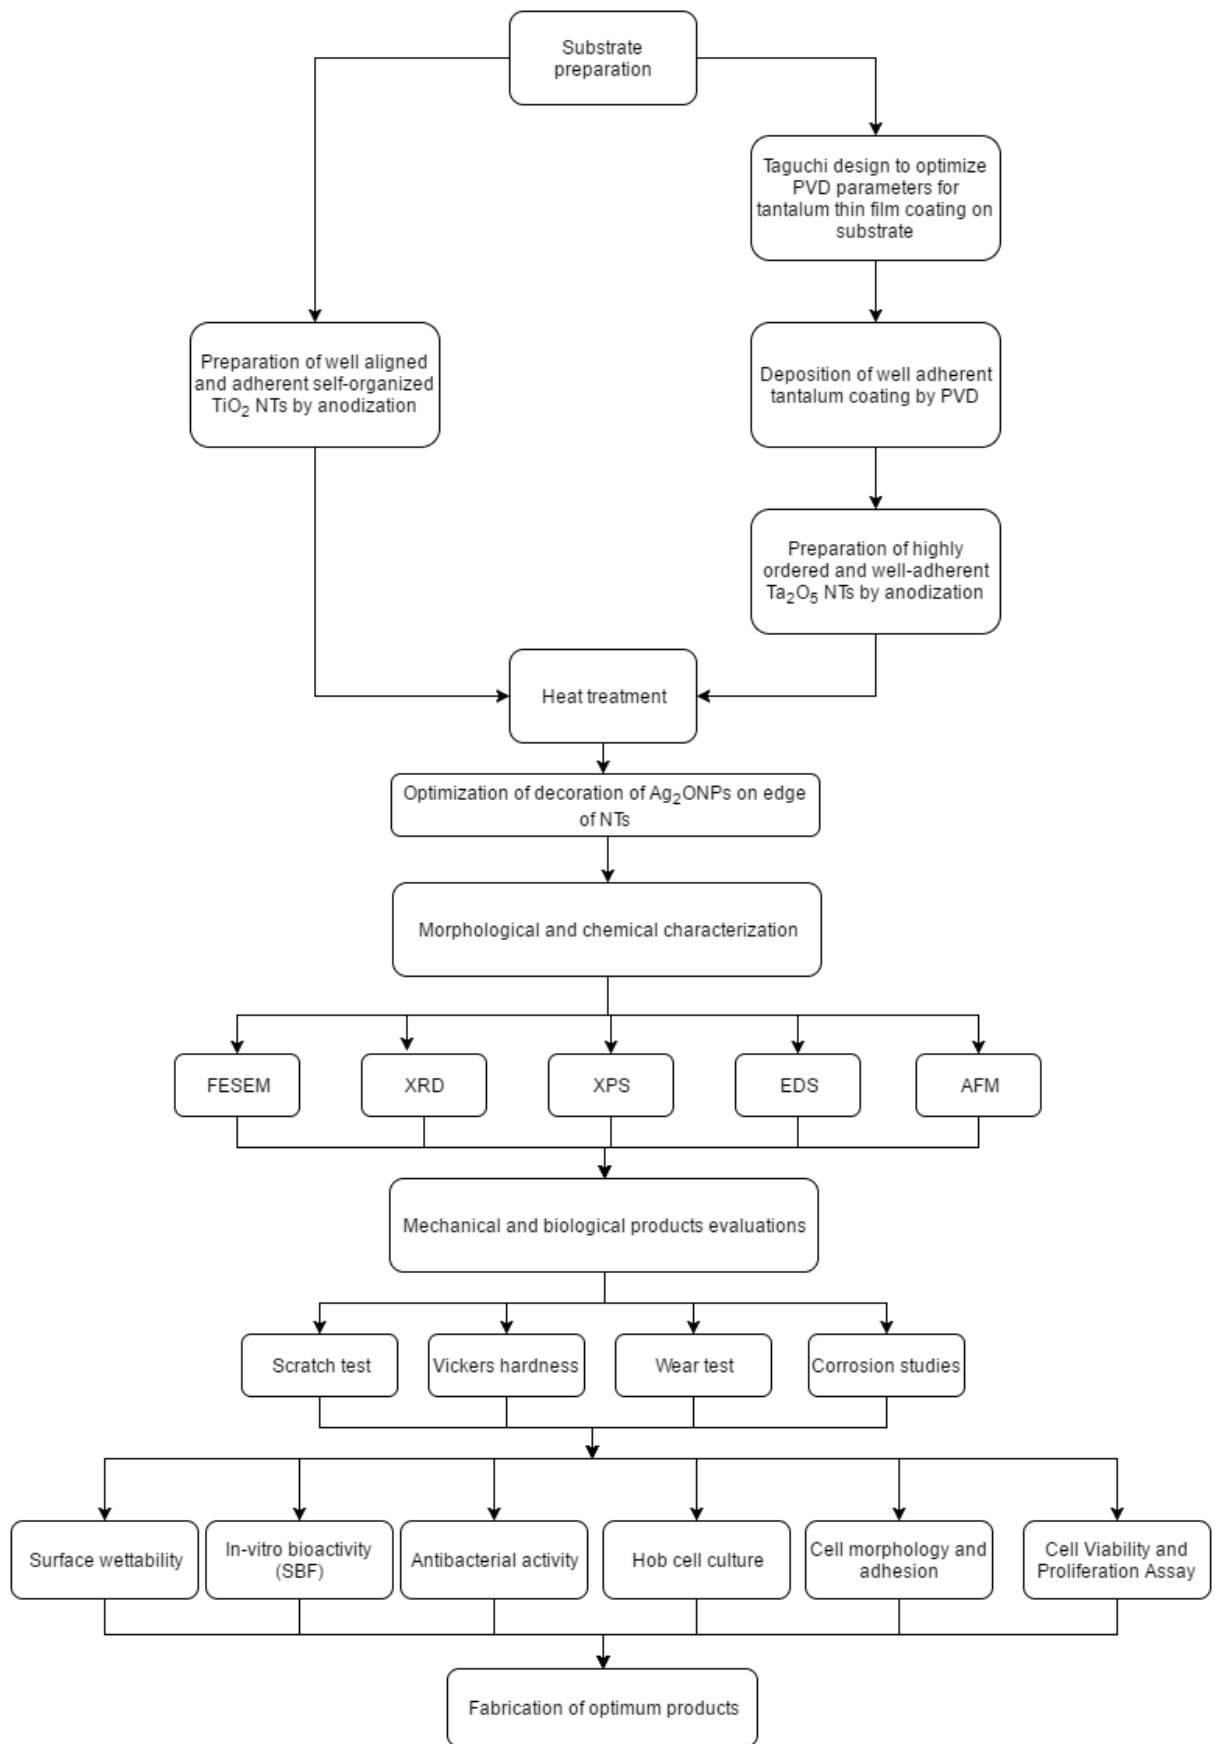 Substrate
preparation
Taguchi design to optimize
PVD parameters for
tantalum thin film coating on
substrate
Preparation of well aligned
and adherent self-organized
TiO₂ NTs by anodization
Deposition of well adherent
tantalum coating by PVD
Preparation of highly
ordered and well-adherent
Ta₂O₅ NTs by anodization
Heat treatment
Optimization of decoration of Ag₂ONPs on edge
of NTs
Morphological and chemical characterization
FESEM
XRD
XPS
EDS
AFM
Mechanical and biological products evaluations
Scratch test
Vickers hardness
Wear test
Corrosion studies
Surface wettability
In-vitro bioactivity
(SBF)
Antibacterial activity
Hob cell culture
Cell morphology and
adhesion
Cell Viability and
Proliferation Assay
Fabrication of optimum products